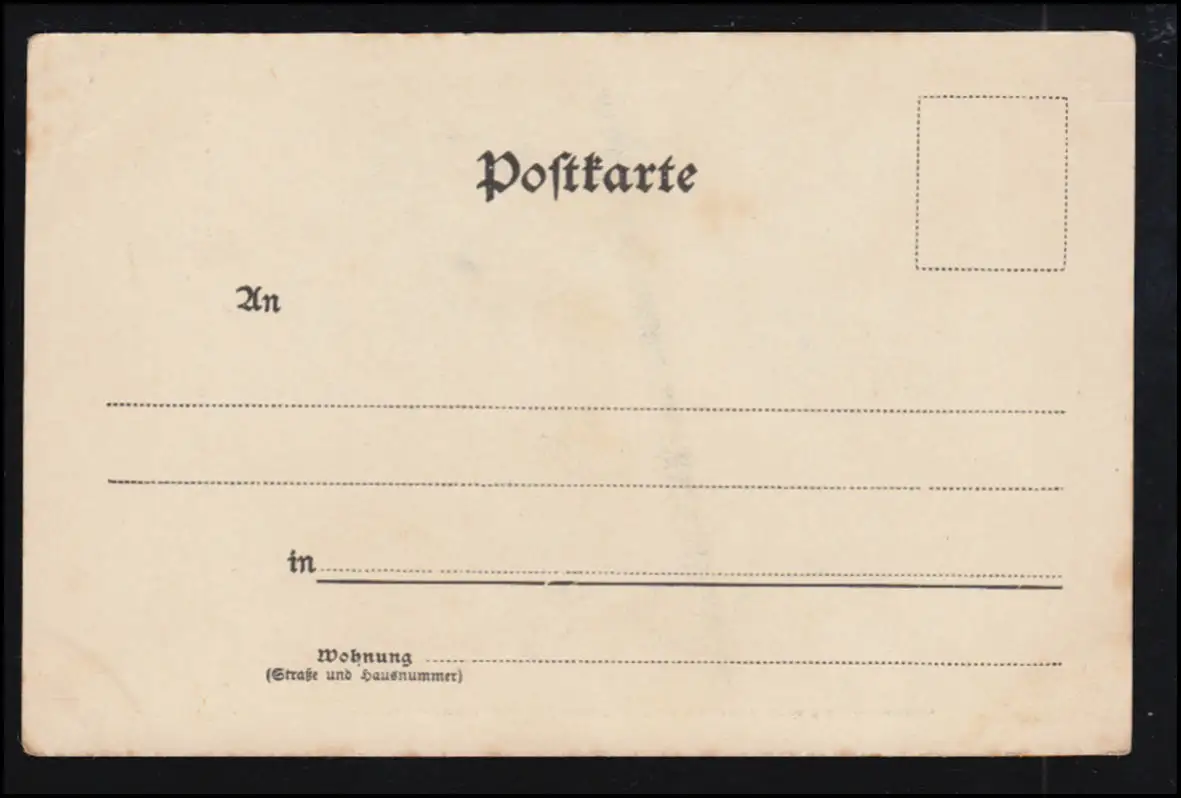 Poſtkarte
An
in
Wohnung
(Straße und Hausnummer)